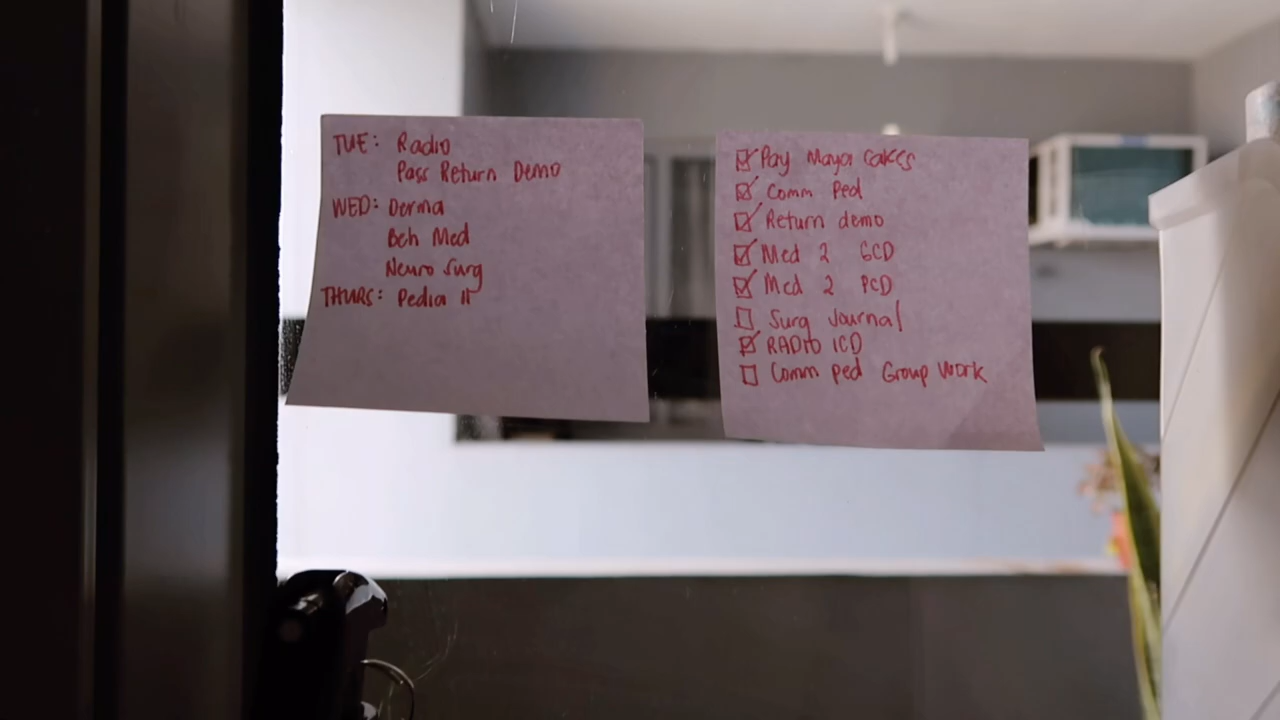 TUE: Radio
Pass Return Demo
WED: Derma
Beh Med
Neuro Surg
THURS: Pedia II
Pay Maya Cakes
Comm Ped
Return demo
Med 2 GCD
Med 2 PCD
Surg Journal
RADIO ICD
Comm Ped Group Work